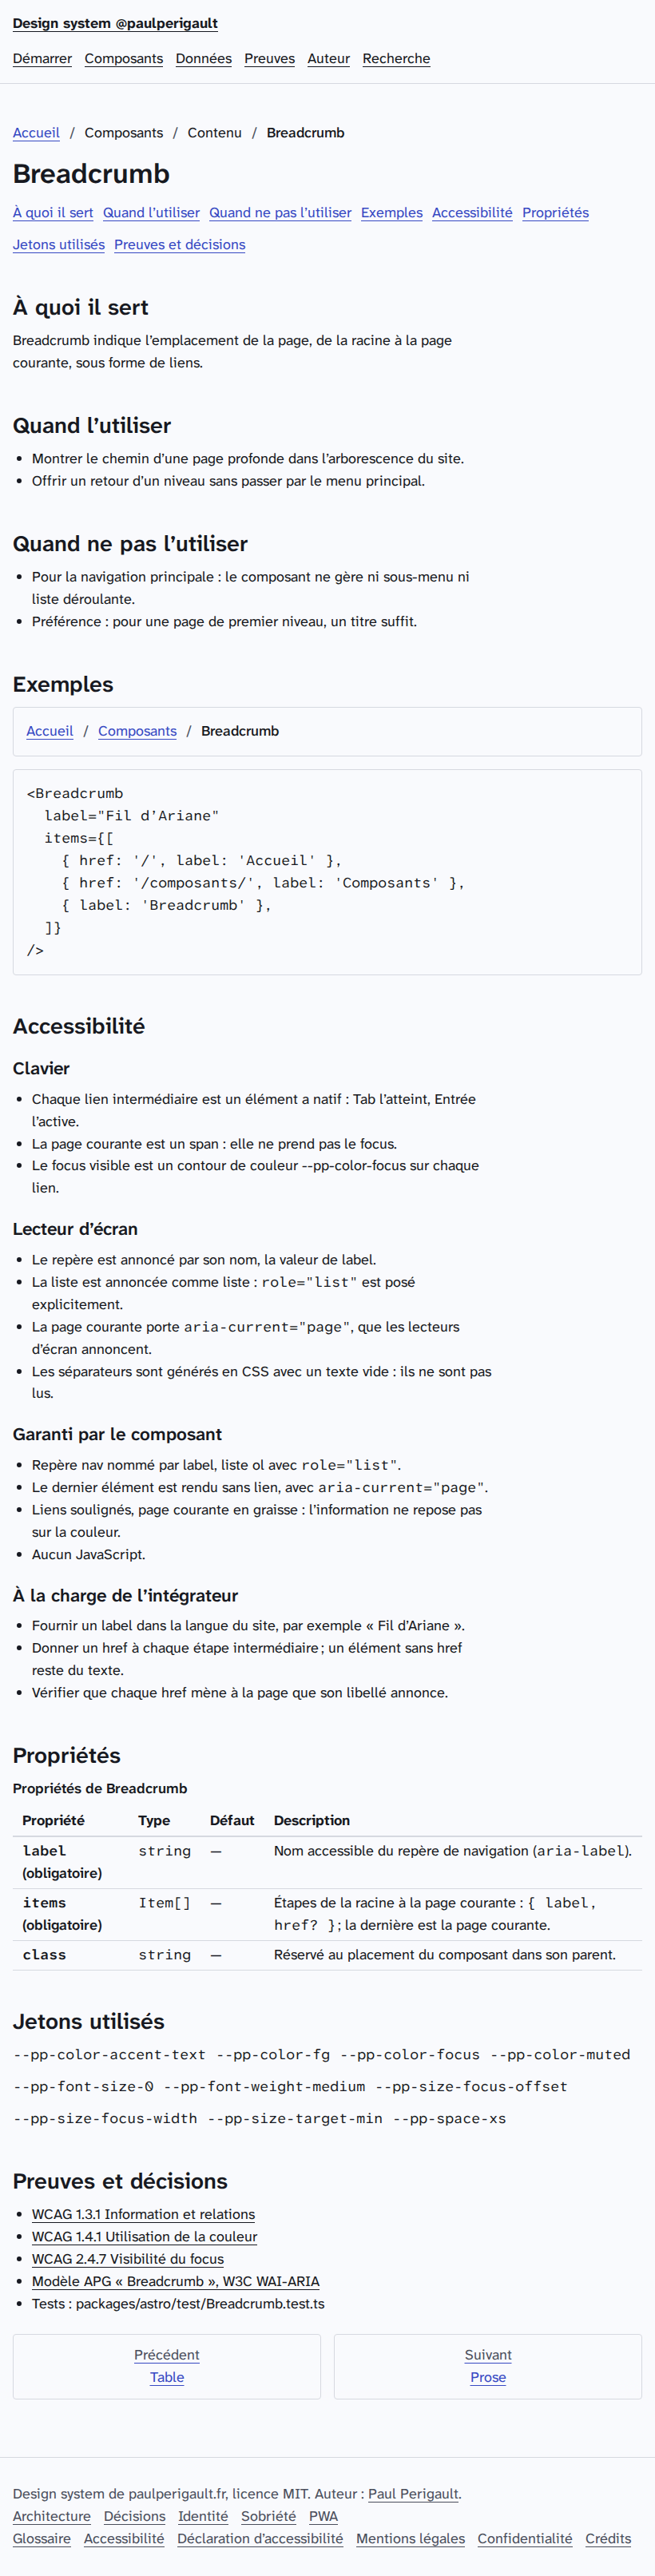 Design system @paulperigault
Démarrer Composants Données Preuves Auteur Recherche
Accueil / Composants / Contenu / Breadcrumb
Breadcrumb
À quoi il sert Quand l’utiliser Quand ne pas l’utiliser Exemples Accessibilité Propriétés
Jetons utilisés Preuves et décisions
À quoi il sert
Breadcrumb indique l’emplacement de la page, de la racine à la page
courante, sous forme de liens.
Quand l’utiliser
• Montrer le chemin d’une page profonde dans l’arborescence du site.
• Offrir un retour d’un niveau sans passer par le menu principal.
Quand ne pas l’utiliser
• Pour la navigation principale : le composant ne gère ni sous-menu ni
liste déroulante.
• Préférence : pour une page de premier niveau, un titre suffit.
Exemples
Accueil / Composants / Breadcrumb
<Breadcrumb
  label="Fil d’Ariane"
  items={[
    { href: '/', label: 'Accueil' },
    { href: '/composants/', label: 'Composants' },
    { label: 'Breadcrumb' },
  ]}
/>
Accessibilité
Clavier
• Chaque lien intermédiaire est un élément a natif : Tab l’atteint, Entrée
l’active.
• La page courante est un span : elle ne prend pas le focus.
• Le focus visible est un contour de couleur --pp-color-focus sur chaque
lien.
Lecteur d’écran
• Le repère est annoncé par son nom, la valeur de label.
• La liste est annoncée comme liste : role="list" est posé
explicitement.
• La page courante porte aria-current="page", que les lecteurs
d’écran annoncent.
• Les séparateurs sont générés en CSS avec un texte vide : ils ne sont pas
lus.
Garanti par le composant
• Repère nav nommé par label, liste ol avec role="list".
• Le dernier élément est rendu sans lien, avec aria-current="page".
• Liens soulignés, page courante en graisse : l’information ne repose pas
sur la couleur.
• Aucun JavaScript.
À la charge de l’intégrateur
• Fournir un label dans la langue du site, par exemple « Fil d’Ariane ».
• Donner un href à chaque étape intermédiaire ; un élément sans href
reste du texte.
• Vérifier que chaque href mène à la page que son libellé annonce.
Propriétés
Propriétés de Breadcrumb
Propriété Type Défaut Description
label string — Nom accessible du repère de navigation (aria-label).
(obligatoire)
items Item[] — Étapes de la racine à la page courante : { label,
(obligatoire) href? } ; la dernière est la page courante.
class string — Réservé au placement du composant dans son parent.
Jetons utilisés
--pp-color-accent-text --pp-color-fg --pp-color-focus --pp-color-muted
--pp-font-size-0 --pp-font-weight-medium --pp-size-focus-offset
--pp-size-focus-width --pp-size-target-min --pp-space-xs
Preuves et décisions
• WCAG 1.3.1 Information et relations
• WCAG 1.4.1 Utilisation de la couleur
• WCAG 2.4.7 Visibilité du focus
• Modèle APG « Breadcrumb », W3C WAI-ARIA
• Tests : packages/astro/test/Breadcrumb.test.ts
Précédent Suivant
Table Prose
Design system de paulperigault.fr, licence MIT. Auteur : Paul Perigault.
Architecture Décisions Identité Sobriété PWA
Glossaire Accessibilité Déclaration d’accessibilité Mentions légales Confidentialité Crédits